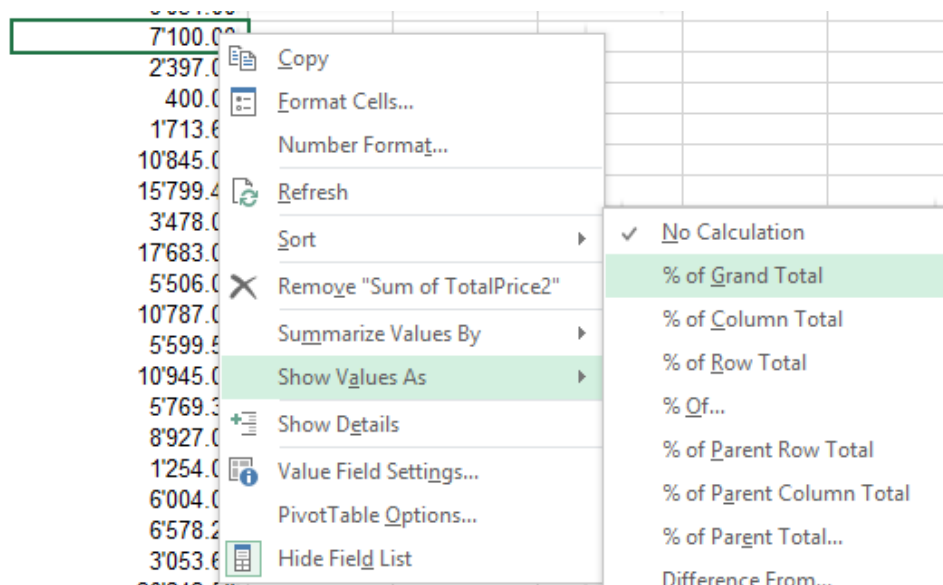 7'100.00
2'397.0
400.0
1'713.6
10'845.0
15'799.4
3'478.0
17'683.0
5'506.0
10'787.0
5'599.5
10'945.0
5'769.3
8'927.0
1'254.0
6'004.0
6'578.2
3'053.6
Copy
Format Cells...
Number Format...
Refresh
Sort
Remove "Sum of TotalPrice2"
Summarize Values By
Show Values As
Show Details
Value Field Settings...
PivotTable Options...
Hide Field List
No Calculation
% of Grand Total
% of Column Total
% of Row Total
% Of...
% of Parent Row Total
% of Parent Column Total
% of Parent Total...
Difference From...